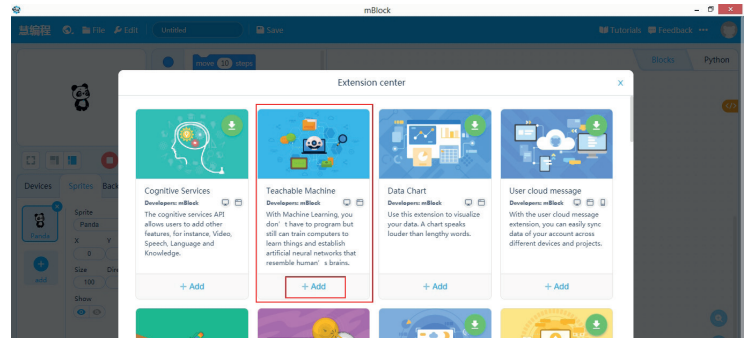 mBlock
慧编程 File Edit Untitled Save Tutorials Feedback
move 10 steps
Blocks Python
Extension center x
Devices Sprites Back
Sprite
Panda
X Y
0
Size Dire
100
Show
Panda
add
Cognitive Services
Developers: mBlock
The cognitive services API
allows users to add other
features, for instance, Video,
Speech, Language and
Knowledge.
+ Add
Teachable Machine
Developers: mBlock
With Machine Learning, you
don' t have to program but
still can train computers to
learn things and establish
artificial neural networks that
resemble human' s brains.
+ Add
Data Chart
Developers: mBlock
Use this extension to visualize
your data. A chart speaks
louder than lengthy words.
+ Add
User cloud message
Developers: mBlock
With the user cloud message
extension, you can easily sync
data of your account across
different devices and projects.
+ Add